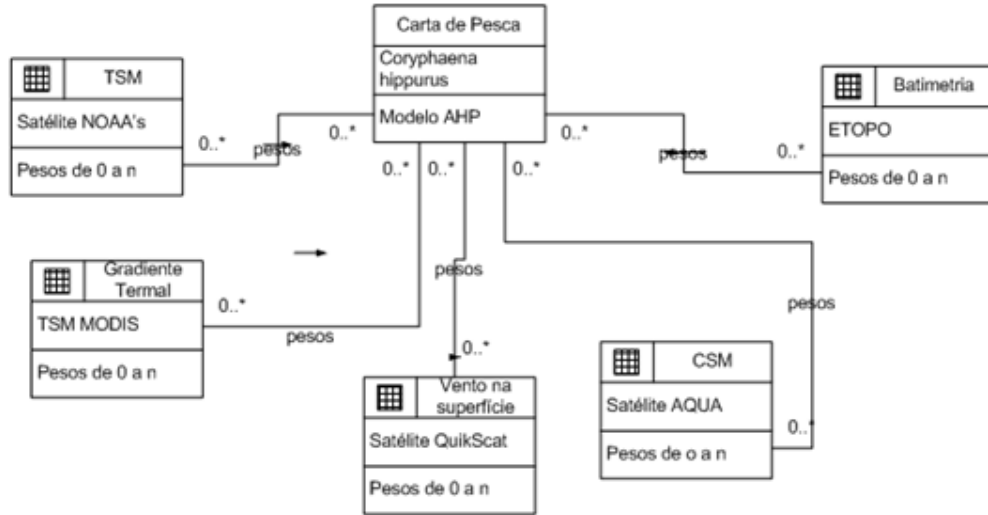 Carta de Pesca
Coryphaena
hippurus
Modelo AHP
TSM
Satélite NOAA's
Pesos de 0 a n
0..*
pesos
0..*
0..*
0..*
0..*
0..*
pesos
0..*
Batimetria
ETOPO
Pesos de 0 a n
Gradiente
Termal
TSM MODIS
Pesos de 0 a n
0..*
pesos
pesos
0..*
Vento na
superfície
Satélite QuikScat
Pesos de 0 a n
pesos
CSM
Satélite AQUA
Pesos de o a n
0..*